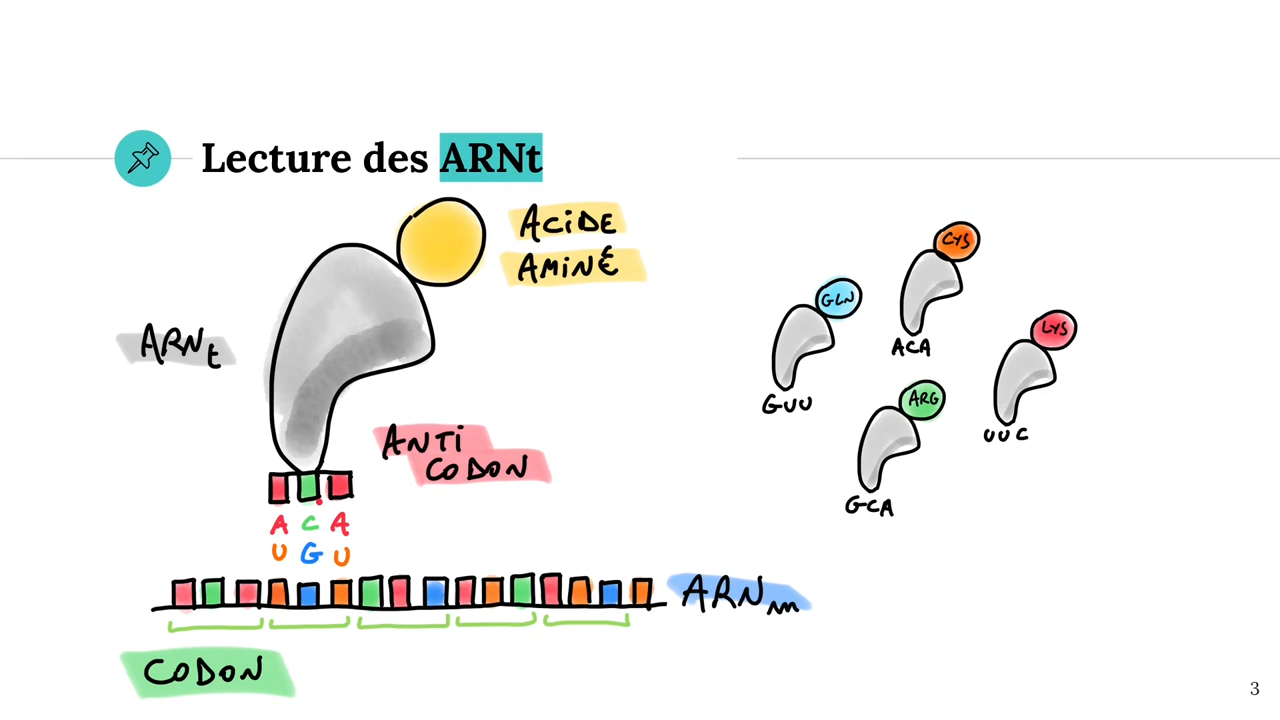 Lecture des ARNt
ACIDE
AMINÉ
ARNt
ANTI
CODON
A C A
U G U
ARNm
CODON
CYS
ACA
GLN
GUU
LYS
UUC
ARG
GCA
3